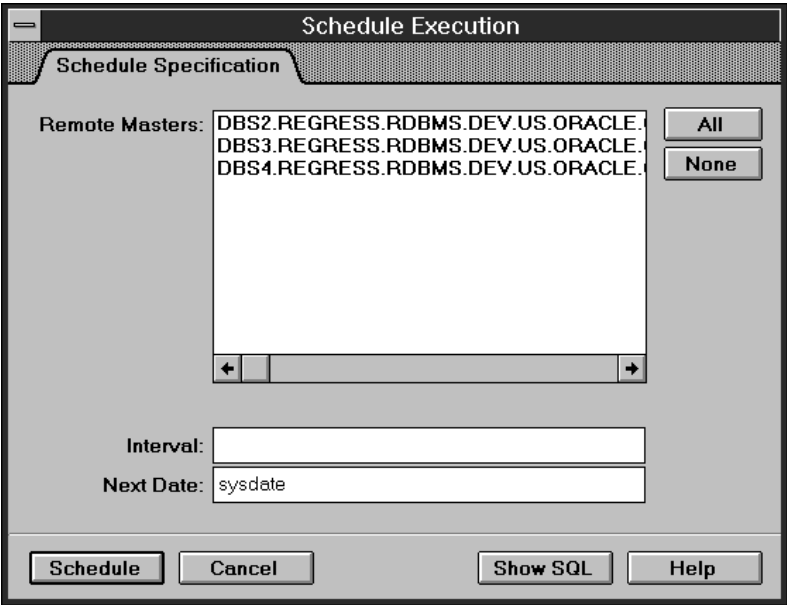 Schedule Execution
Schedule Specification
Remote Masters:
DBS2.REGRESS.RDBMS.DEV.US.ORACLE.
DBS3.REGRESS.RDBMS.DEV.US.ORACLE.
DBS4.REGRESS.RDBMS.DEV.US.ORACLE.
All
None
Interval:
Next Date: sysdate
Schedule Cancel Show SQL Help